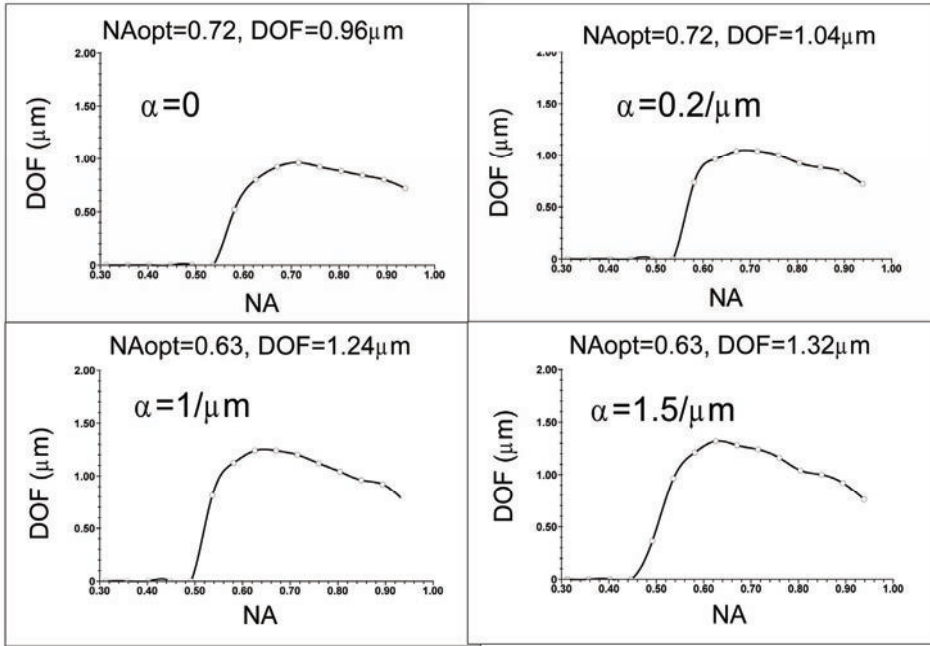 NAopt=0.72, DOF=0.96μm
2.00
1.50
1.00
0.50
0
α=0
DOF (μm)
0.30 0.40 0.50 0.60 0.70 0.80 0.90 1.00
NA
NAopt=0.72, DOF=1.04μm
2.00
1.50
1.00
0.50
0
α=0.2/μm
DOF (μm)
0.30 0.40 0.50 0.60 0.70 0.80 0.90 1.00
NA
NAopt=0.63, DOF=1.24μm
2.00
1.50
1.00
0.50
0
α=1/μm
DOF (μm)
0.30 0.40 0.50 0.60 0.70 0.80 0.90 1.00
NA
NAopt=0.63, DOF=1.32μm
2.00
1.50
1.00
0.50
0
α=1.5/μm
DOF (μm)
0.30 0.40 0.50 0.60 0.70 0.80 0.90 1.00
NA